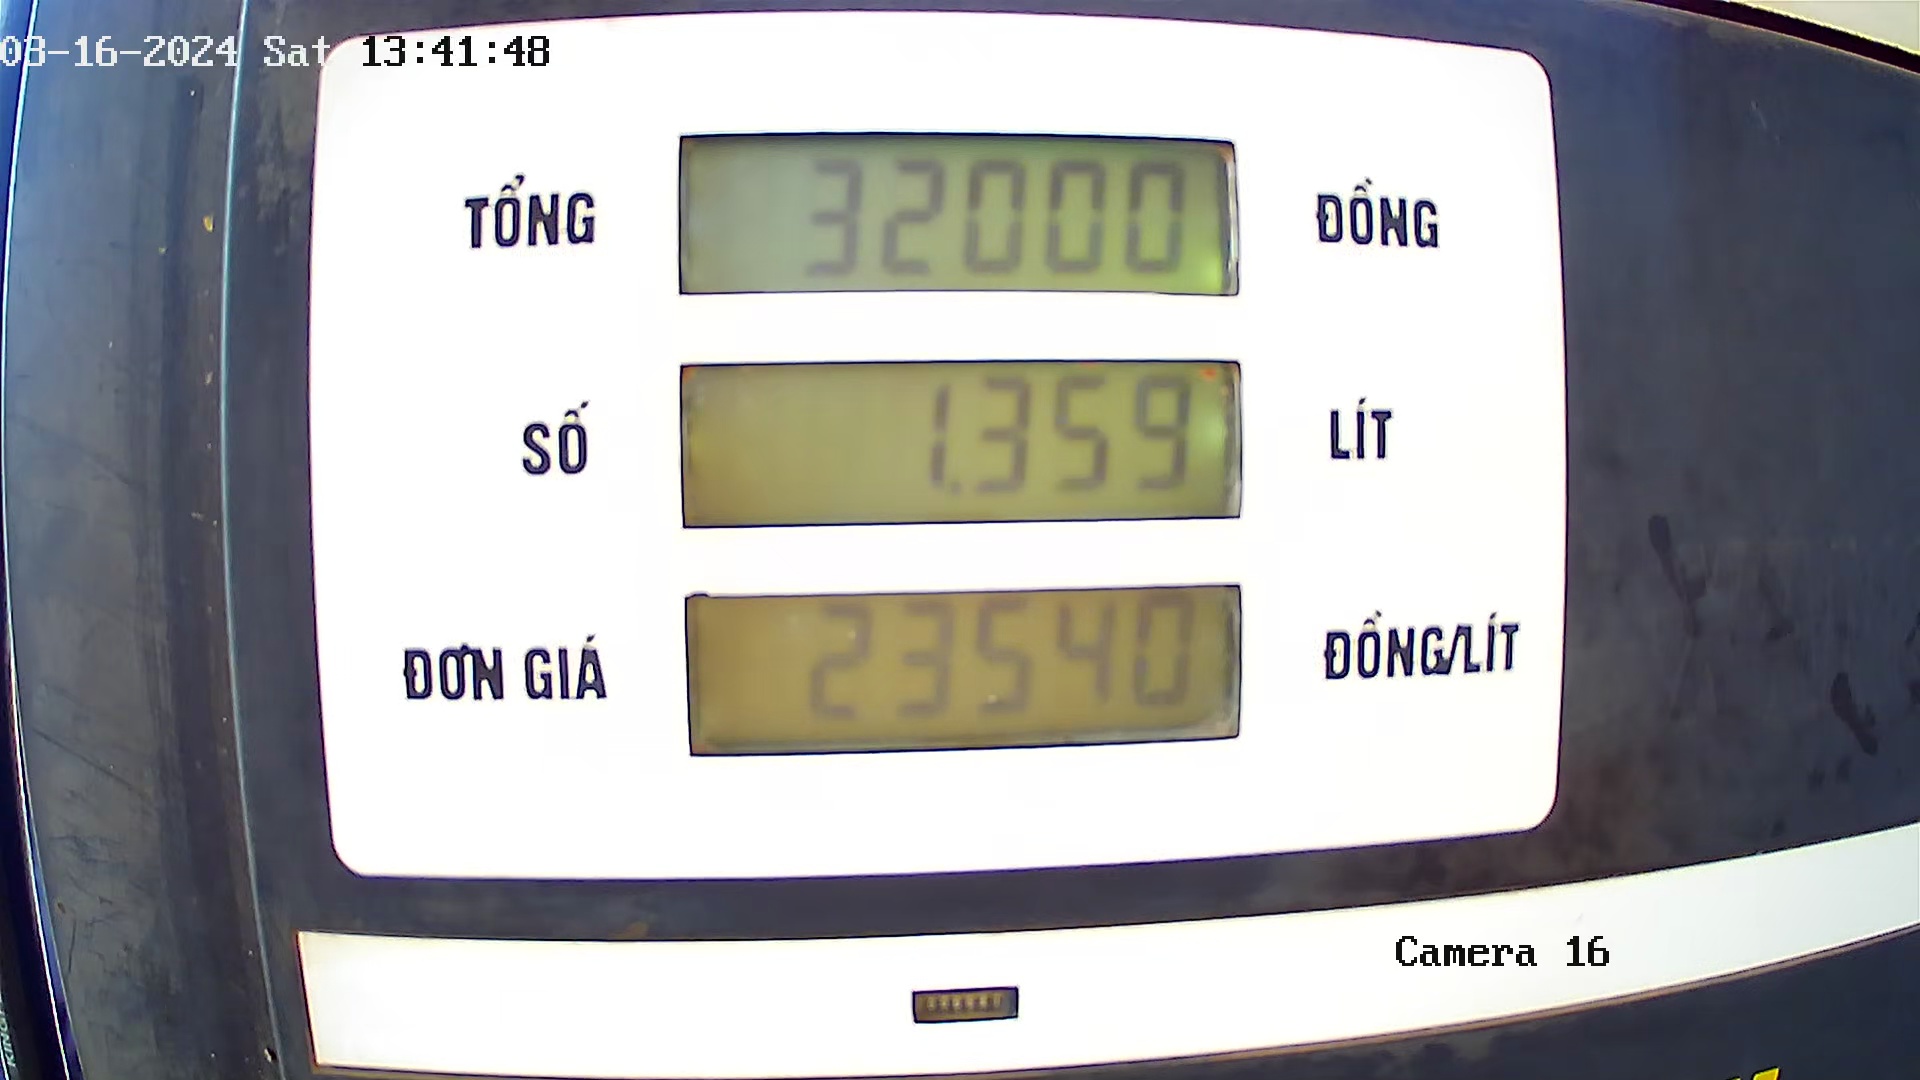 03-16-2024 Sat 13:41:48
TỔNG 32000 ĐỒNG
SỐ 1.359 LÍT
ĐƠN GIÁ 23540 ĐỒNG/LÍT
Camera 16